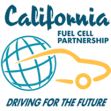 California
FUEL CELL
PARTNERSHIP
DRIVING FOR THE FUTURE